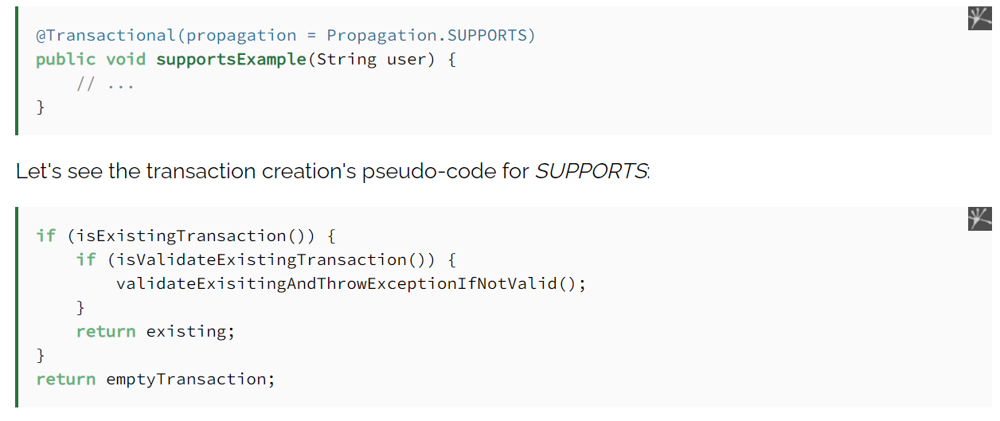 @Transactional(propagation = Propagation.SUPPORTS)
public void supportsExample(String user) {
    // ...
}
Let's see the transaction creation's pseudo-code for SUPPORTS:
if (isExistingTransaction()) {
    if (isValidateExistingTransaction()) {
        validateExisitingAndThrowExceptionIfNotValid();
    }
    return existing;
}
return emptyTransaction;